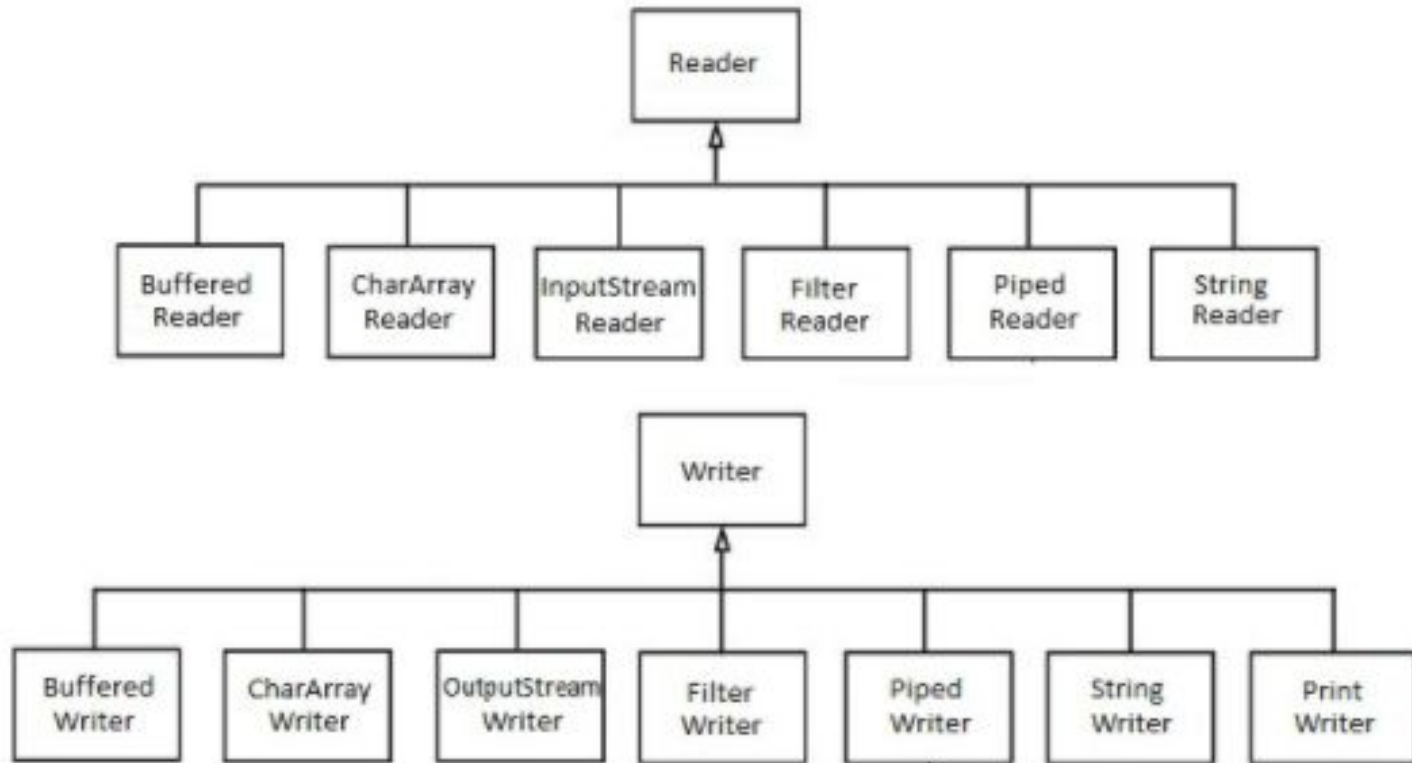 Reader
Buffered
Reader
CharArray
Reader
InputStream
Reader
Filter
Reader
Piped
Reader
String
Reader
Writer
Buffered
Writer
CharArray
Writer
OutputStream
Writer
Filter
Writer
Piped
Writer
String
Writer
Print
Writer